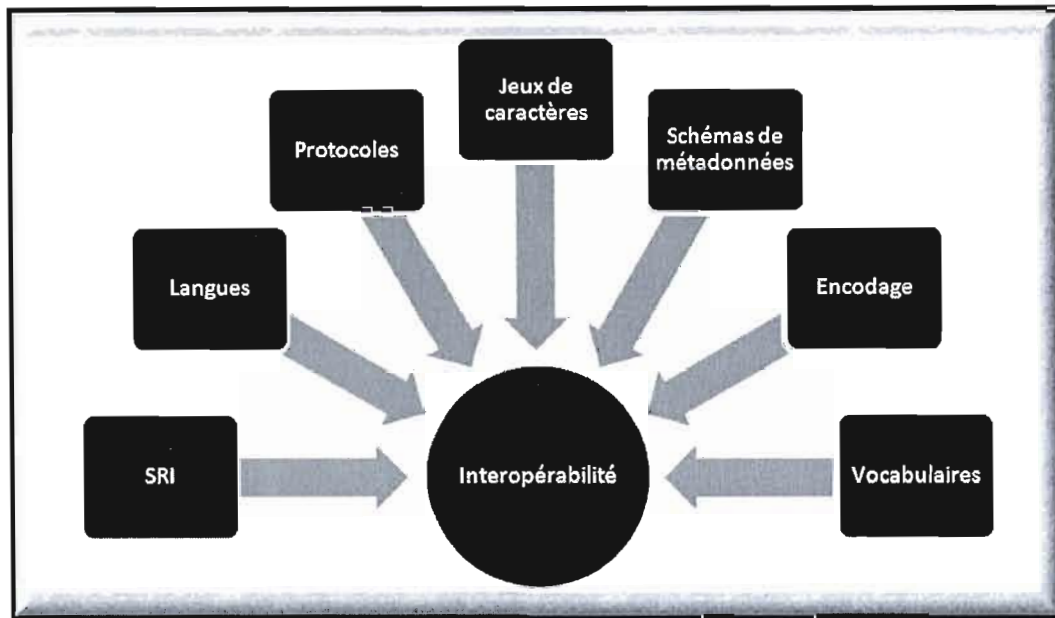 Jeux de
caractères
Protocoles
Schémas de
métadonnées
Langues
Encodage
SRI
Interopérabilité
Vocabulaires